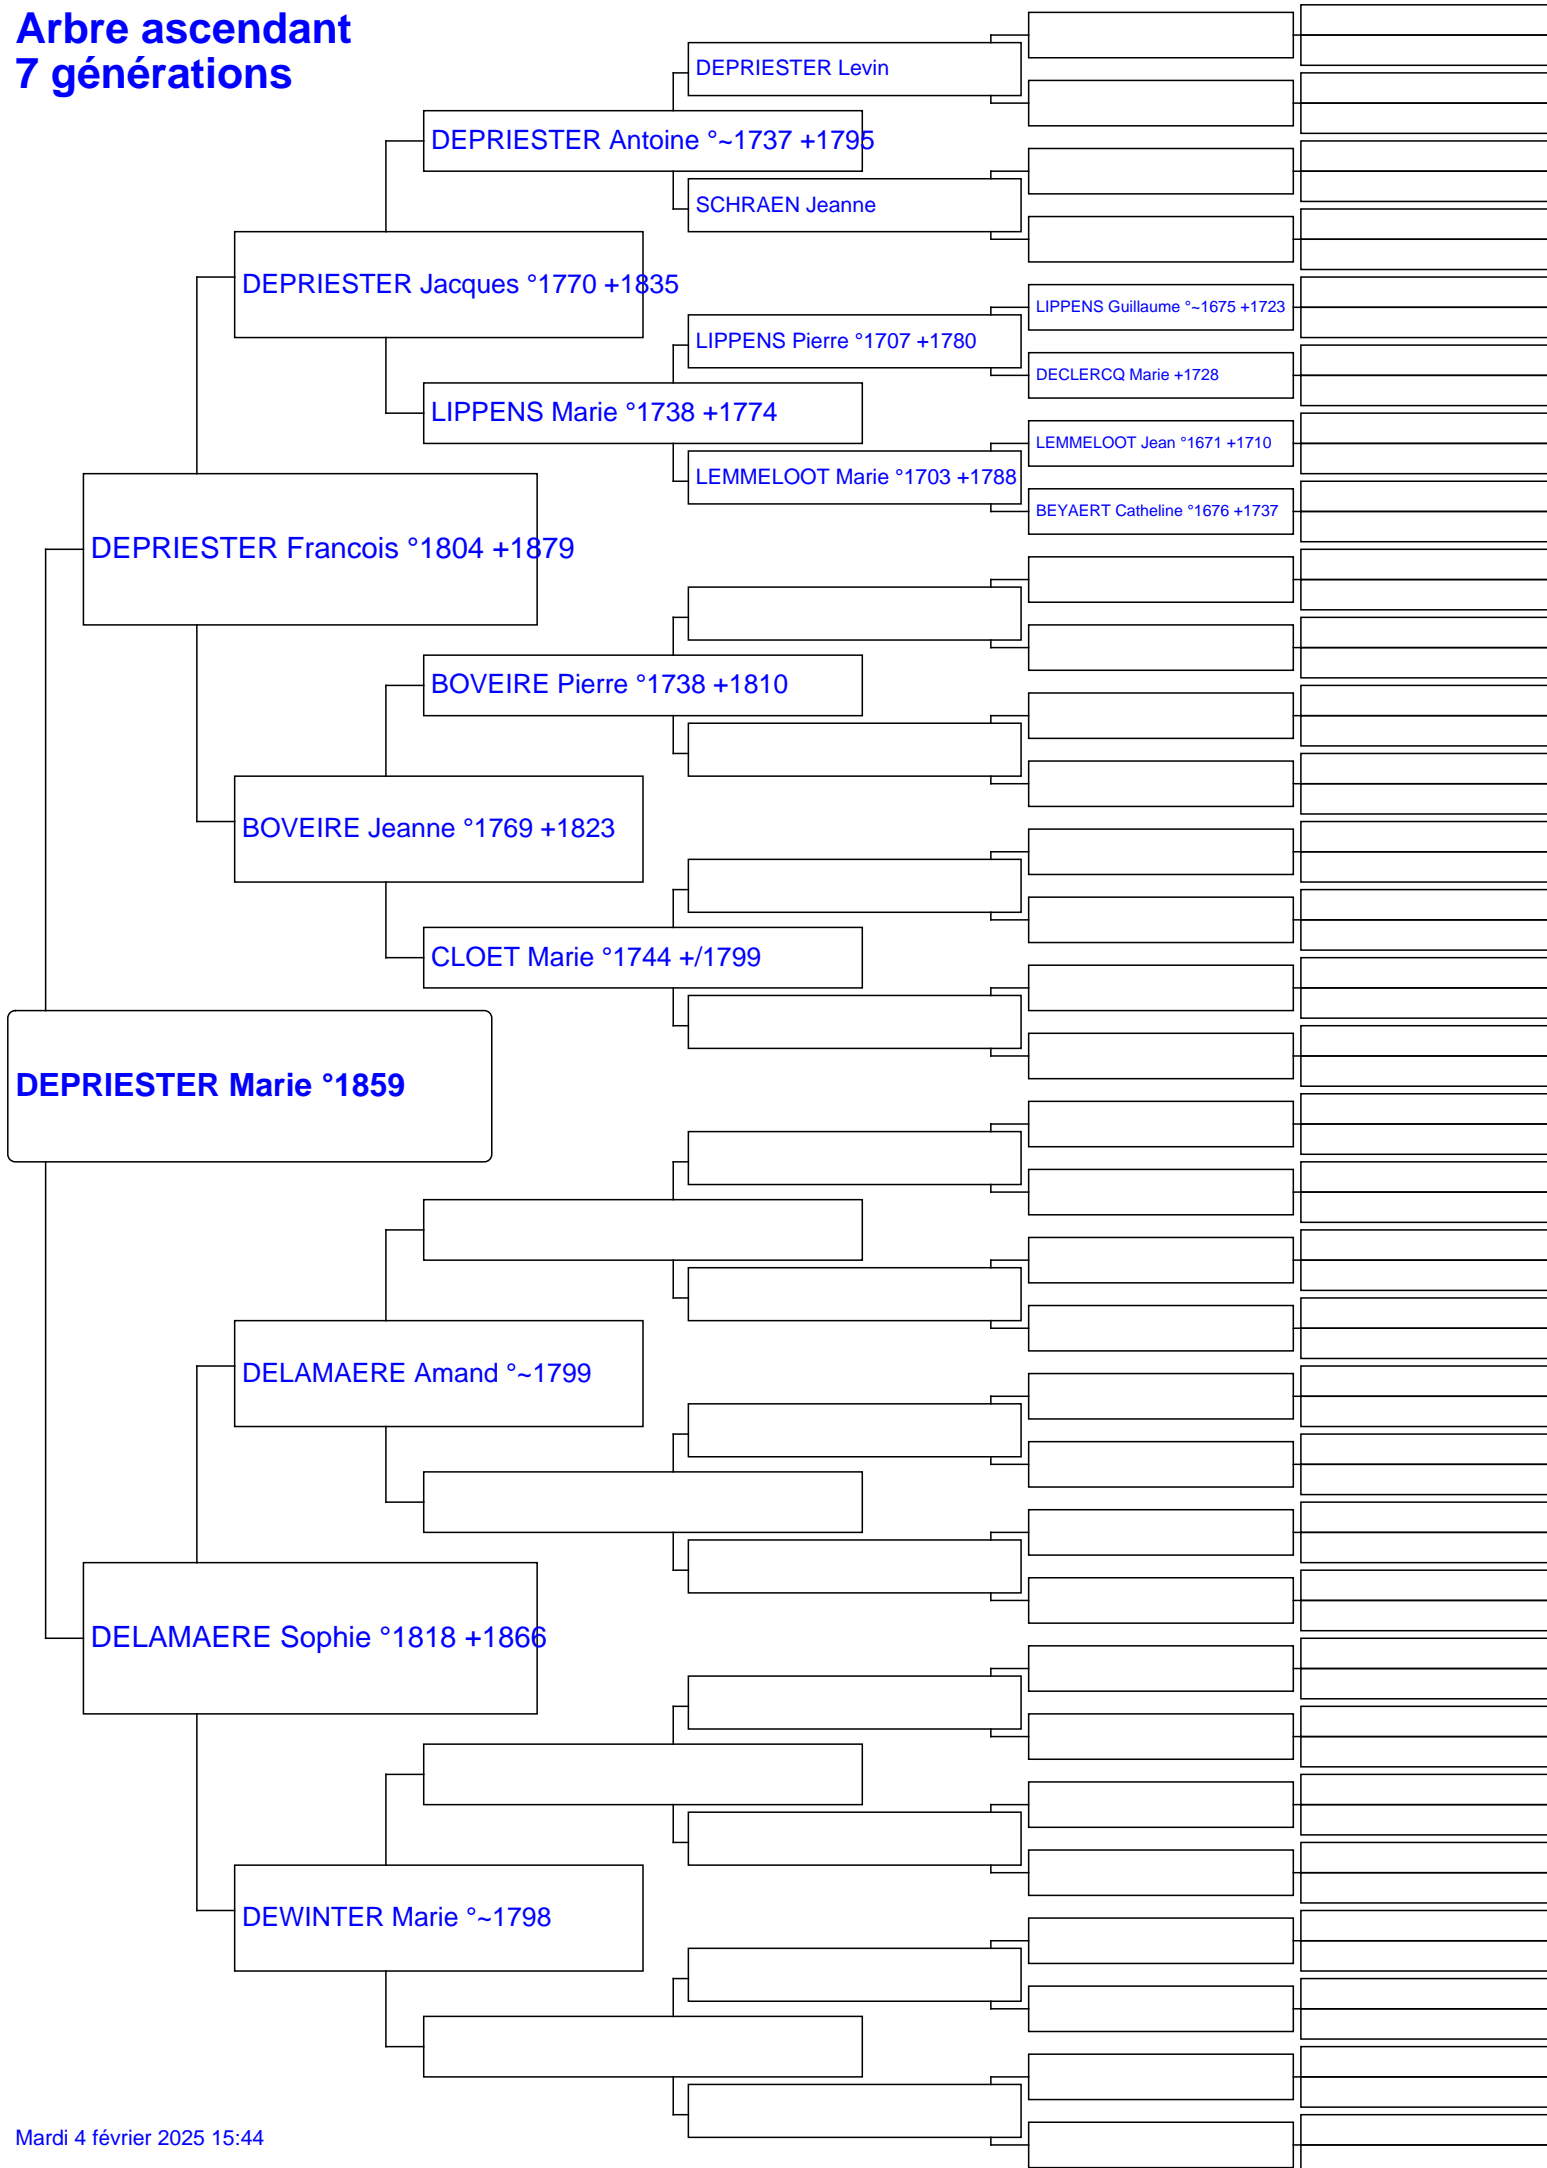 Arbre ascendant
7 générations
DEPRIESTER Levin
DEPRIESTER Antoine °~1737 +1795
SCHRAEN Jeanne
DEPRIESTER Jacques °1770 +1835
LIPPENS Guillaume °~1675 +1723
LIPPENS Pierre °1707 +1780
DECLERCQ Marie +1728
LIPPENS Marie °1738 +1774
LEMMELOOT Jean °1671 +1710
LEMMELOOT Marie °1703 +1788
BEYAERT Catheline °1676 +1737
DEPRIESTER Francois °1804 +1879
BOVEIRE Pierre °1738 +1810
BOVEIRE Jeanne °1769 +1823
CLOET Marie °1744 +/1799
DEPRIESTER Marie °1859
DELAMAERE Amand °~1799
DELAMAERE Sophie °1818 +1866
DEWINTER Marie °~1798
Mardi 4 février 2025 15:44